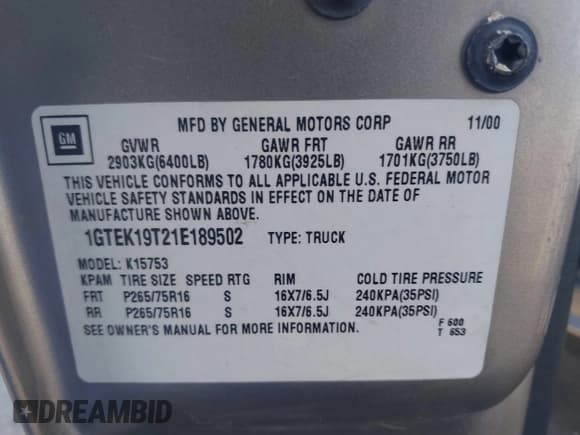 MFD BY GENERAL MOTORS CORP 11/00
GM
GVWR GAWR FRT GAWR RR
2903KG(6400LB) 1780KG(3925LB) 1701KG(3750LB)
THIS VEHICLE CONFORMS TO ALL APPLICABLE U.S. FEDERAL MOTOR
VEHICLE SAFETY STANDARDS IN EFFECT ON THE DATE OF
MANUFACTURE SHOWN ABOVE.
1GTEK19T21E189502 TYPE: TRUCK
MODEL: K15753
KPAM TIRE SIZE SPEED RTG RIM COLD TIRE PRESSURE
FRT P265/75R16 S 16X7/6.5J 240KPA(35PSI)
RR P265/75R16 S 16X7/6.5J 240KPA(35PSI)
SEE OWNER'S MANUAL FOR MORE INFORMATION.
F 600
T 653
DREAMBID